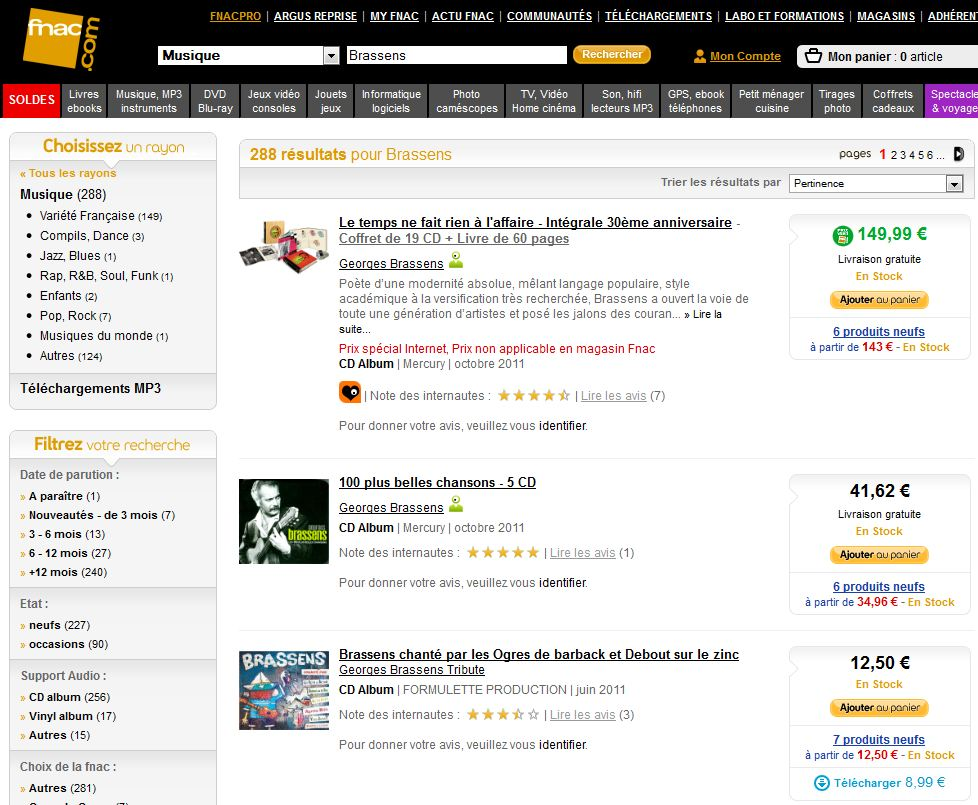 fnac.com
FNACPRO | ARGUS REPRISE | MY FNAC | ACTU FNAC | COMMUNAUTÉS | TÉLÉCHARGEMENTS | LABO ET FORMATIONS | MAGASINS | ADHÉREN
Musique Brassens Rechercher Mon Compte Mon panier : 0 article
SOLDES
Livres ebooks
Musique, MP3 instruments
DVD Blu-ray
Jeux vidéo consoles
Jouets jeux
Informatique logiciels
Photo caméscopes
TV, Vidéo Home cinéma
Son, hifi lecteurs MP3
GPS, ebook téléphones
Petit ménager cuisine
Tirages photo
Coffrets cadeaux
Spectacle & voyage
Choisissez un rayon
« Tous les rayons
Musique (288)
• Variété Française (149)
• Compils, Dance (3)
• Jazz, Blues (1)
• Rap, R&B, Soul, Funk (1)
• Enfants (2)
• Pop, Rock (7)
• Musiques du monde (1)
• Autres (124)
Téléchargements MP3
Filtrez votre recherche
Date de parution :
» A paraître (1)
» Nouveautés - de 3 mois (7)
» 3 - 6 mois (13)
» 6 - 12 mois (27)
» +12 mois (240)
Etat :
» neufs (227)
» occasions (90)
Support Audio :
» CD album (256)
» Vinyl album (17)
» Autres (15)
Choix de la fnac :
» Autres (281)
288 résultats pour Brassens
pages 1 2 3 4 5 6 ...
Trier les résultats par Pertinence
Le temps ne fait rien à l'affaire - Intégrale 30ème anniversaire -
Coffret de 19 CD + Livre de 60 pages
Georges Brassens
Poète d'une modernité absolue, mêlant langage populaire, style
académique à la versification très recherchée, Brassens a ouvert la voie de
toute une génération d'artistes et posé les jalons des couran... » Lire la
suite...
Prix spécial Internet, Prix non applicable en magasin Fnac
CD Album | Mercury | octobre 2011
| Note des internautes : | Lire les avis (7)
Pour donner votre avis, veuillez vous identifier.
149,99 €
Livraison gratuite
En Stock
Ajouter au panier
6 produits neufs
à partir de 143 € - En Stock
brassens
100 plus belles chansons - 5 CD
Georges Brassens
CD Album | Mercury | octobre 2011
Note des internautes : | Lire les avis (1)
Pour donner votre avis, veuillez vous identifier.
41,62 €
Livraison gratuite
En Stock
Ajouter au panier
6 produits neufs
à partir de 34,96 € - En Stock
BRASSENS
Brassens chanté par les Ogres de barback et Debout sur le zinc
Georges Brassens Tribute
CD Album | FORMULETTE PRODUCTION | juin 2011
Note des internautes : | Lire les avis (3)
Pour donner votre avis, veuillez vous identifier.
12,50 €
En Stock
Ajouter au panier
7 produits neufs
à partir de 12,50 € - En Stock
Télécharger 8,99 €